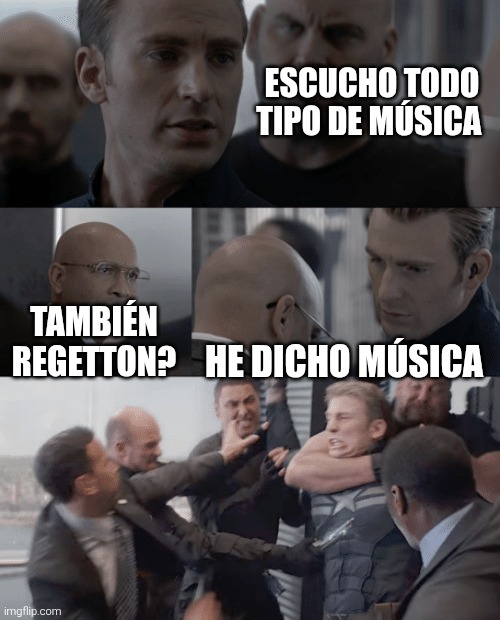 ESCUCHO TODO
TIPO DE MÚSICA
TAMBIÉN
REGETTON?
HE DICHO MÚSICA
imgflip.com